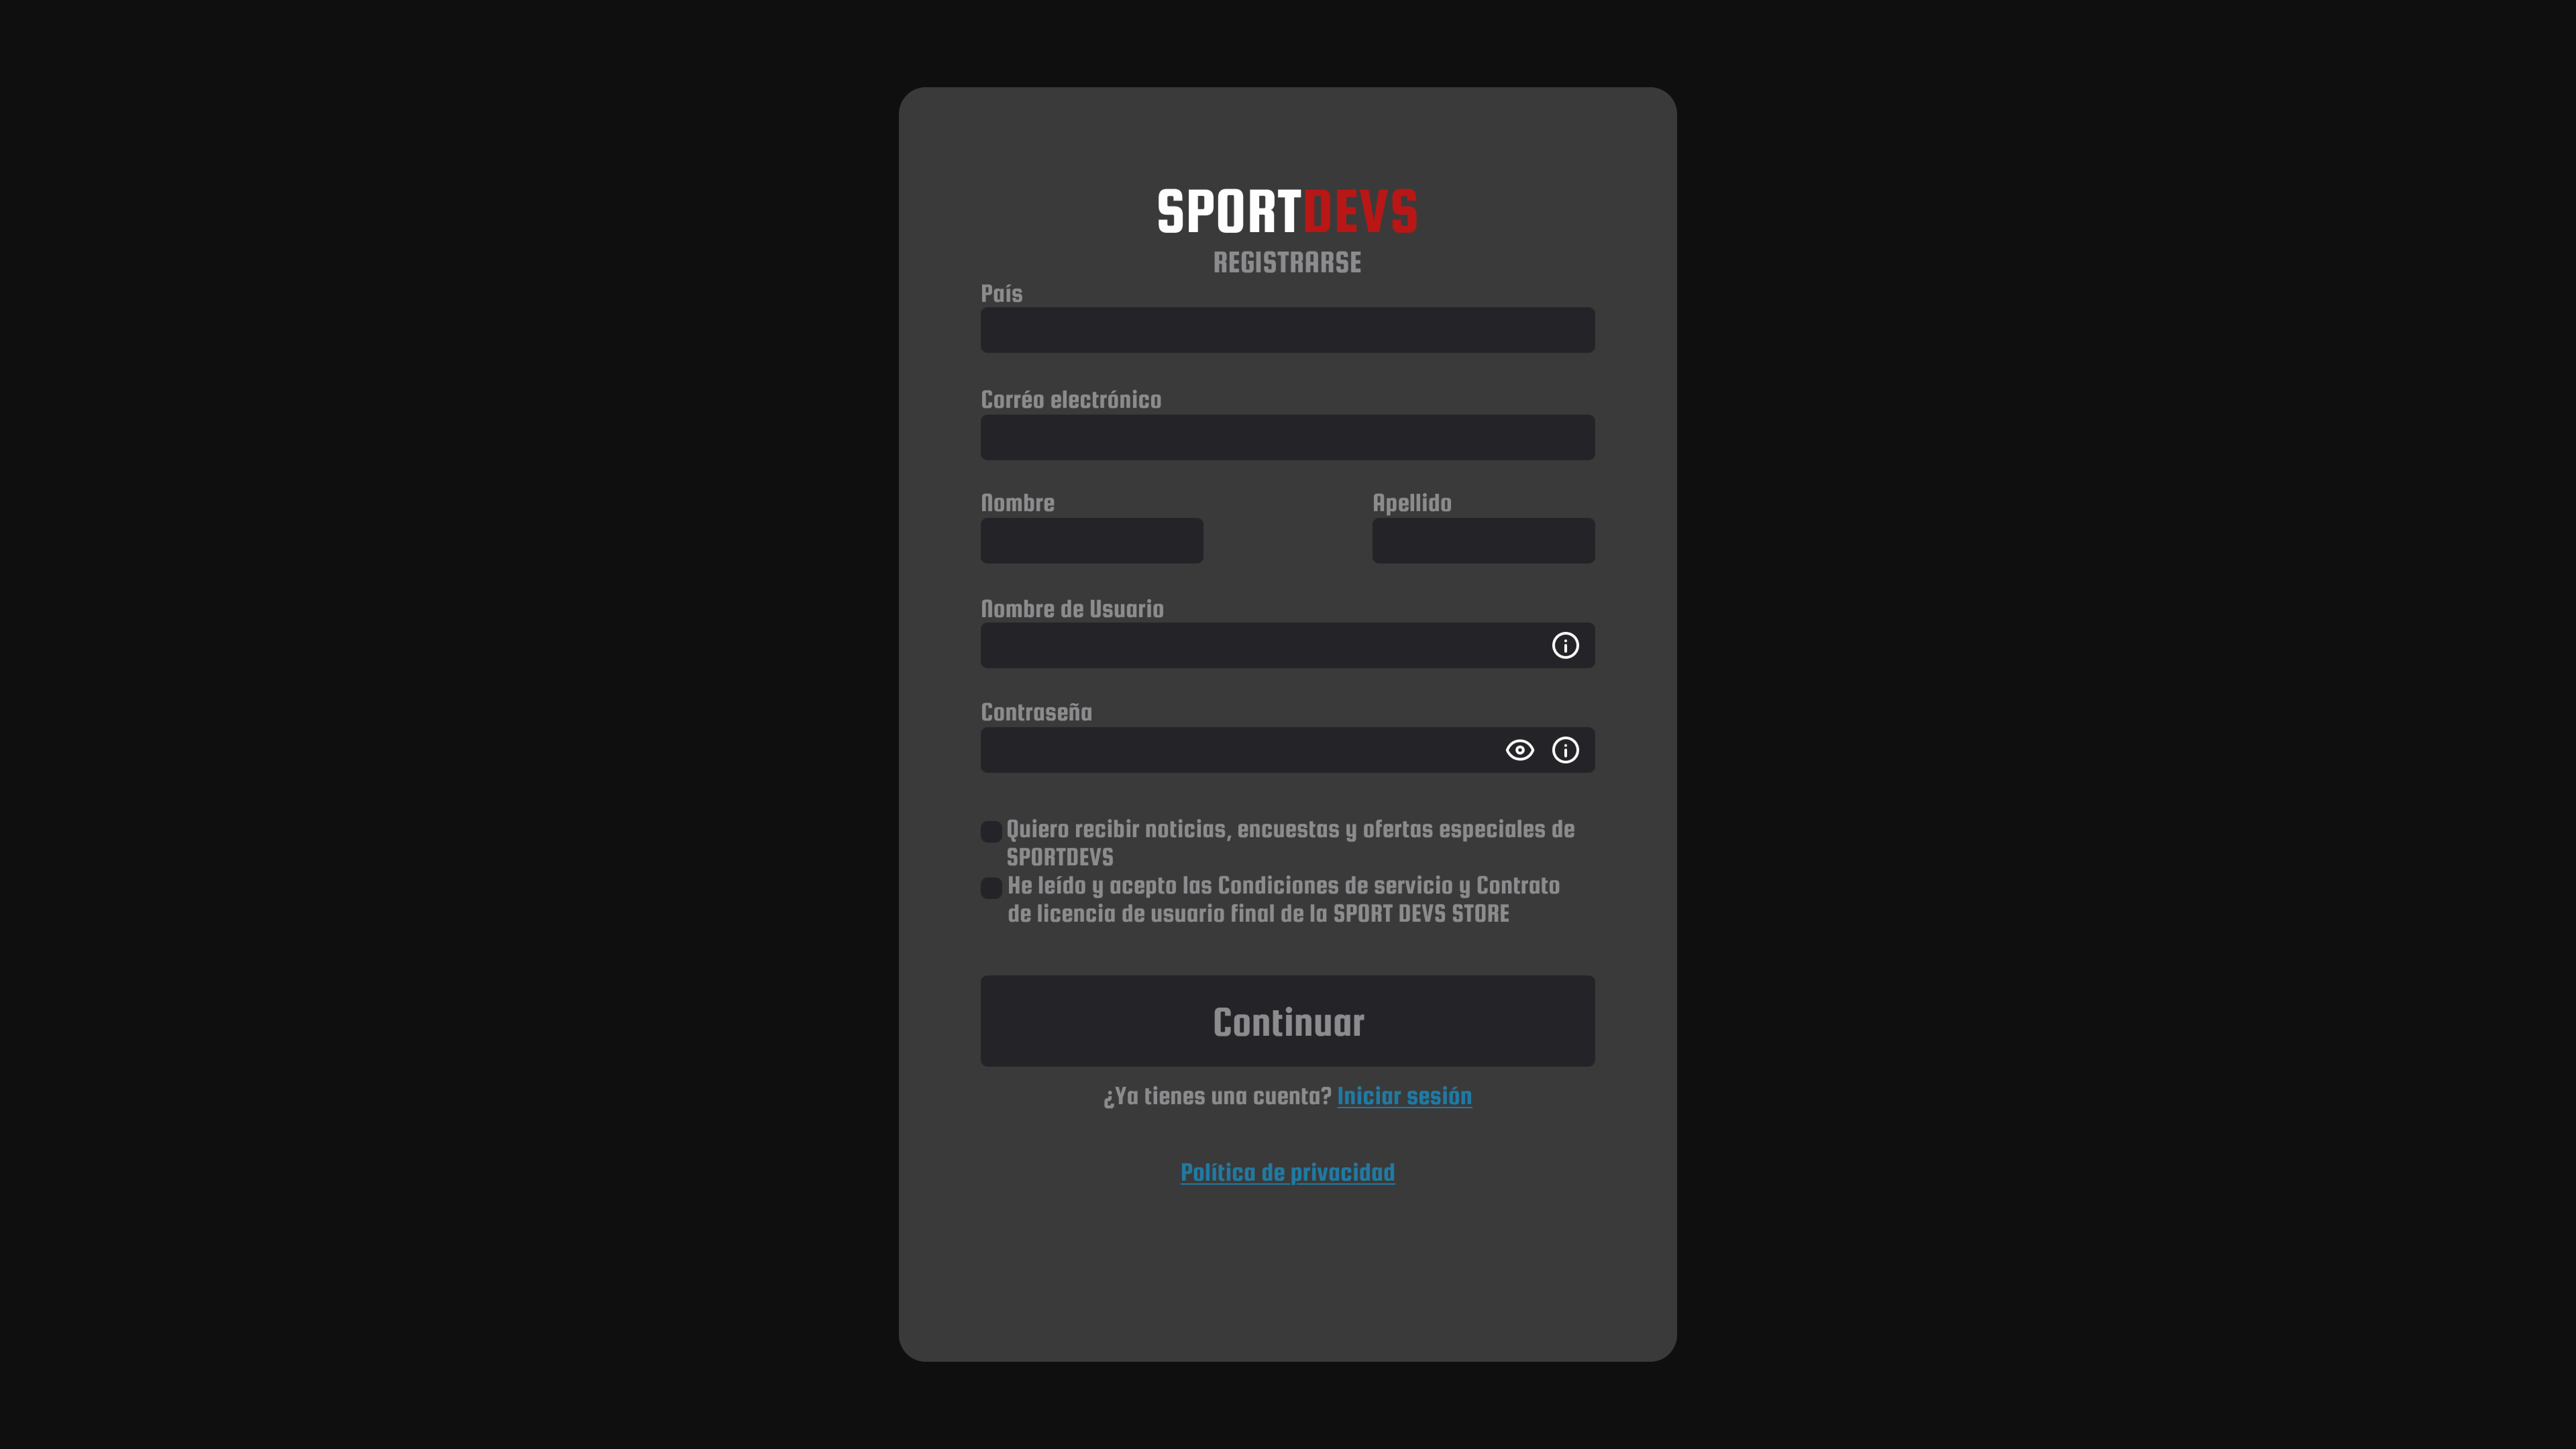 SPORTDEVS
REGISTRARSE
País
Corréo electrónico
Nombre
Apellido
Nombre de Usuario
Contraseña
Quiero recibir noticias, encuestas y ofertas especiales de
SPORTDEVS
He leído y acepto las Condiciones de servicio y Contrato
de licencia de usuario final de la SPORT DEVS STORE
Continuar
¿Ya tienes una cuenta? Iniciar sesión
Política de privacidad